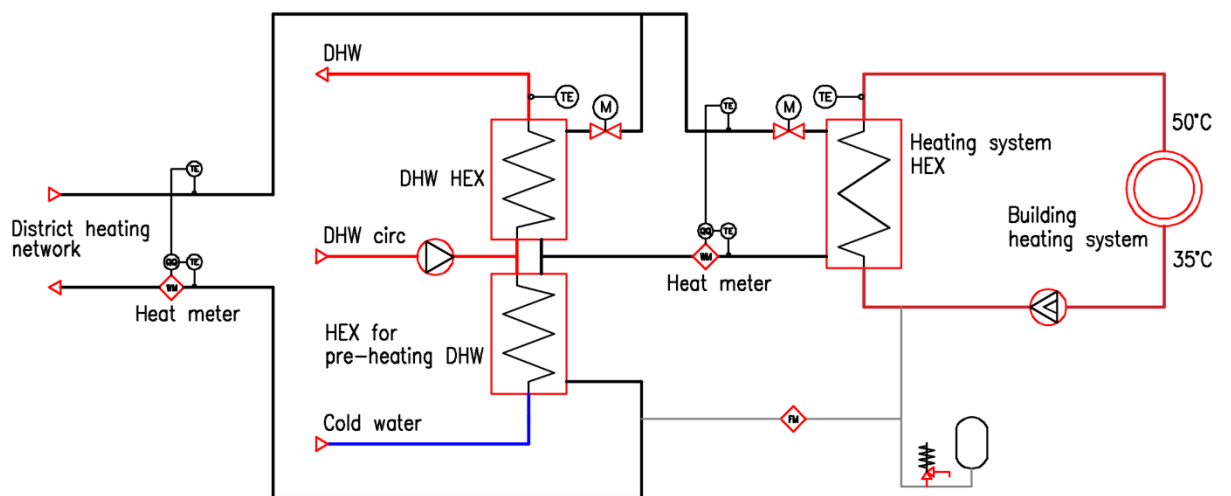 DHW
TE
M
TE
M
TE
50°C
Heating system
HEX
TE
DHW HEX
District heating
network
DHW circ
QQ
TE
WM
Heat meter
QQ
TE
WM
Heat meter
Building
heating system
35°C
HEX for
pre-heating DHW
Cold water
FM